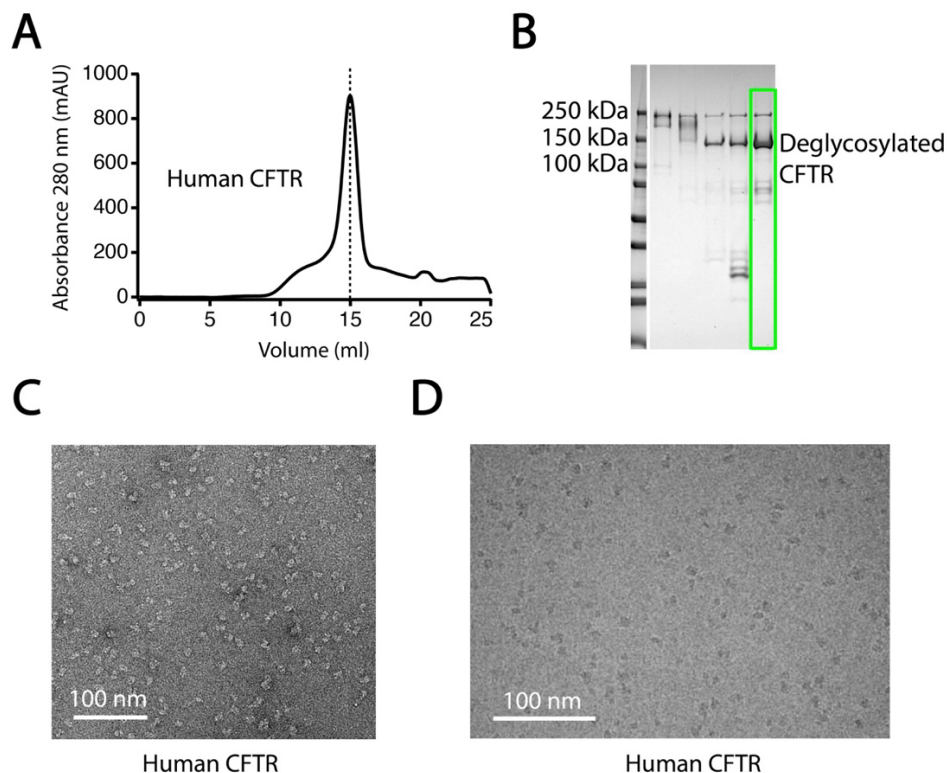 A
Absorbance 280 nm (mAU)
1000
800
600
400
200
0
Human CFTR
0 5 10 15 20 25
Volume (ml)
B
250 kDa
150 kDa
100 kDa
Deglycosylated
CFTR
C
100 nm
Human CFTR
D
100 nm
Human CFTR